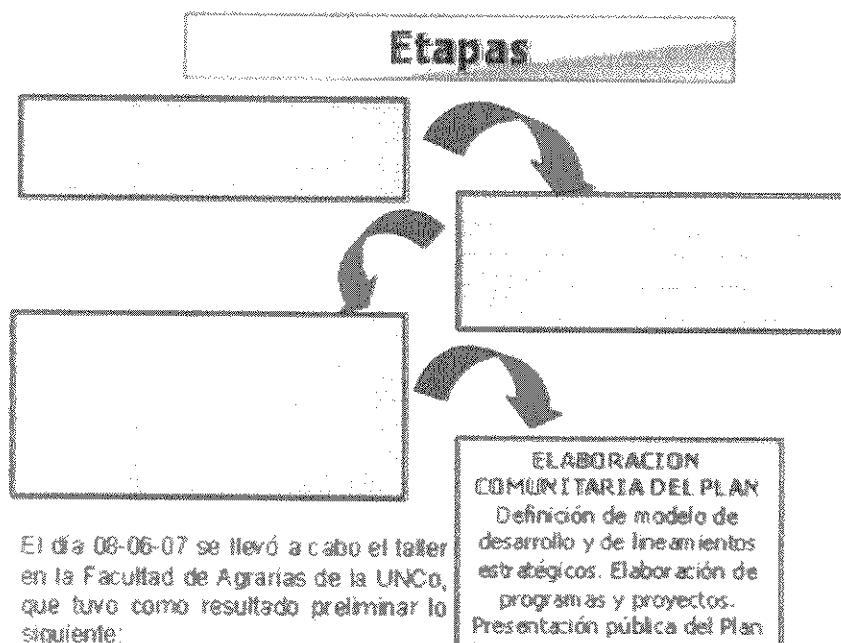 Etapas
ELABORACION
COMUNITARIA DEL PLAN
Definición de modelo de
desarrollo y de lineamientos
estratégicos. Elaboración de
programas y proyectos.
Presentación pública del Plan
El día 08-06-07 se llevó a cabo el taller
en la Facultad de Agrarias de la UNCo,
que tuvo como resultado preliminar lo
siguiente: